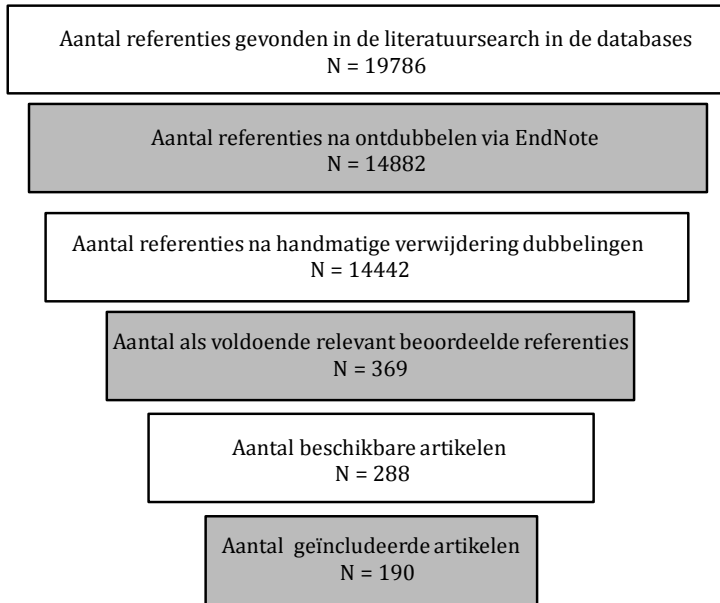 Aantal referenties gevonden in de literatuursearch in de databases
N = 19786
Aantal referenties na ontdubbelen via EndNote
N = 14882
Aantal referenties na handmatige verwijdering dubbelingen
N = 14442
Aantal als voldoende relevant beoordeelde referenties
N = 369
Aantal beschikbare artikelen
N = 288
Aantal geïncludeerde artikelen
N = 190